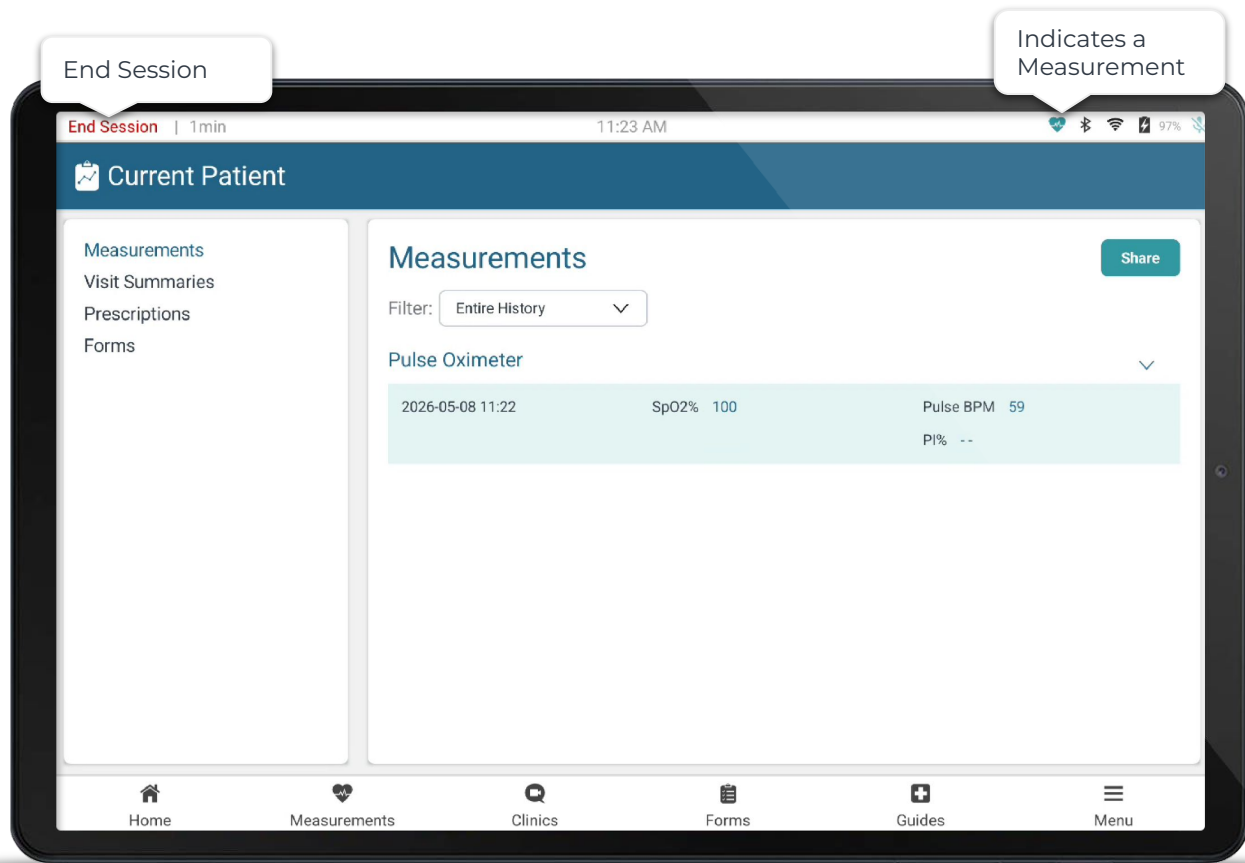 End Session
Indicates a
Measurement
End Session | 1min
11:23 AM
97%
Current Patient
Measurements
Visit Summaries
Prescriptions
Forms
Measurements
Share
Filter: Entire History
Pulse Oximeter
2026-05-08 11:22 SpO2% 100 Pulse BPM 59
PI% --
Home Measurements Clinics Forms Guides Menu